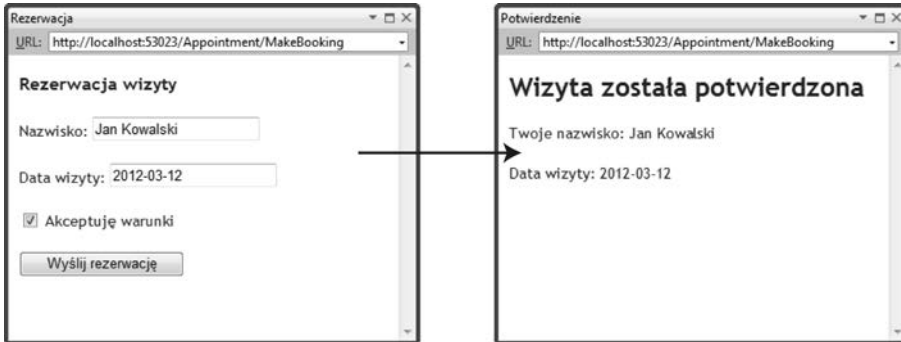 Rezerwacja
URL: http://localhost:53023/Appointment/MakeBooking
Rezerwacja wizyty
Nazwisko: Jan Kowalski
Data wizyty: 2012-03-12
Akceptuję warunki
Wyślij rezerwację
Potwierdzenie
URL: http://localhost:53023/Appointment/MakeBooking
Wizyta została potwierdzona
Twoje nazwisko: Jan Kowalski
Data wizyty: 2012-03-12